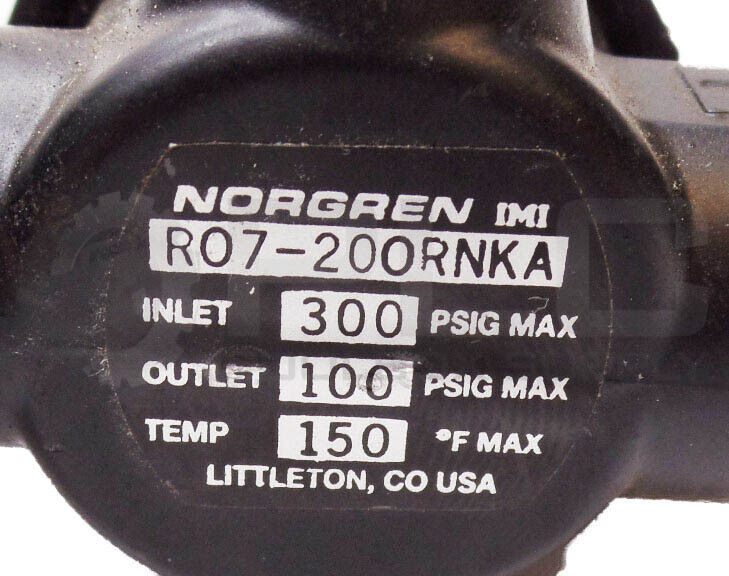 NORGREN IMI
R07-200RNKA
INLET 300 PSIG MAX
OUTLET 100 PSIG MAX
TEMP 150 °F MAX
LITTLETON, CO USA